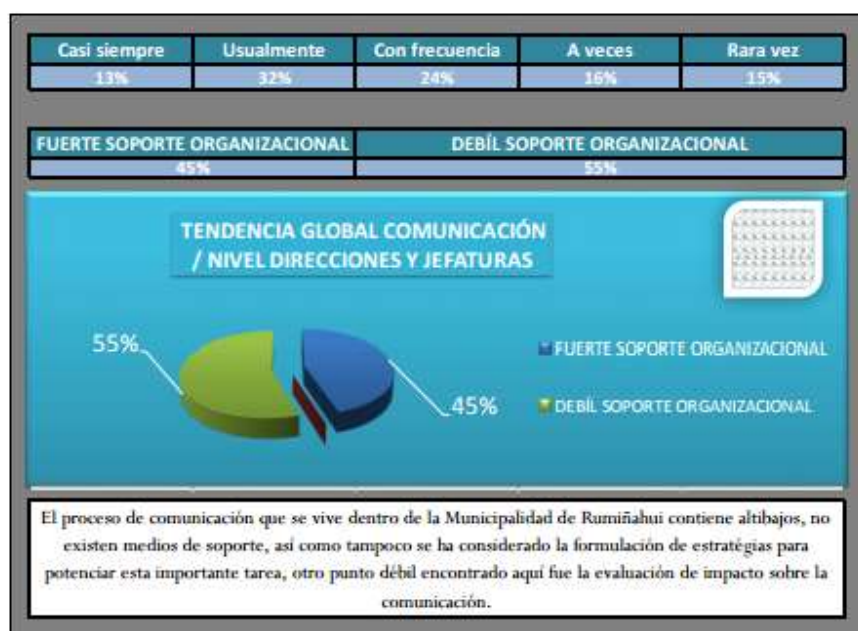 Casi siempre Usualmente Con frecuencia A veces Rara vez
13% 32% 24% 16% 15%
FUERTE SOPORTE ORGANIZACIONAL DEBÍL SOPORTE ORGANIZACIONAL
45% 55%
TENDENCIA GLOBAL COMUNICACIÓN
/ NIVEL DIRECCIONES Y JEFATURAS
55%
45%
FUERTE SOPORTE ORGANIZACIONAL
DEBÍL SOPORTE ORGANIZACIONAL
El proceso de comunicación que se vive dentro de la Municipalidad de Rumiñahui contiene altibajos, no
existen medios de soporte, así como tampoco se ha considerado la formulación de estratégias para
potenciar esta importante tarea, otro punto débil encontrado aquí fue la evaluación de impacto sobre la
comunicación.